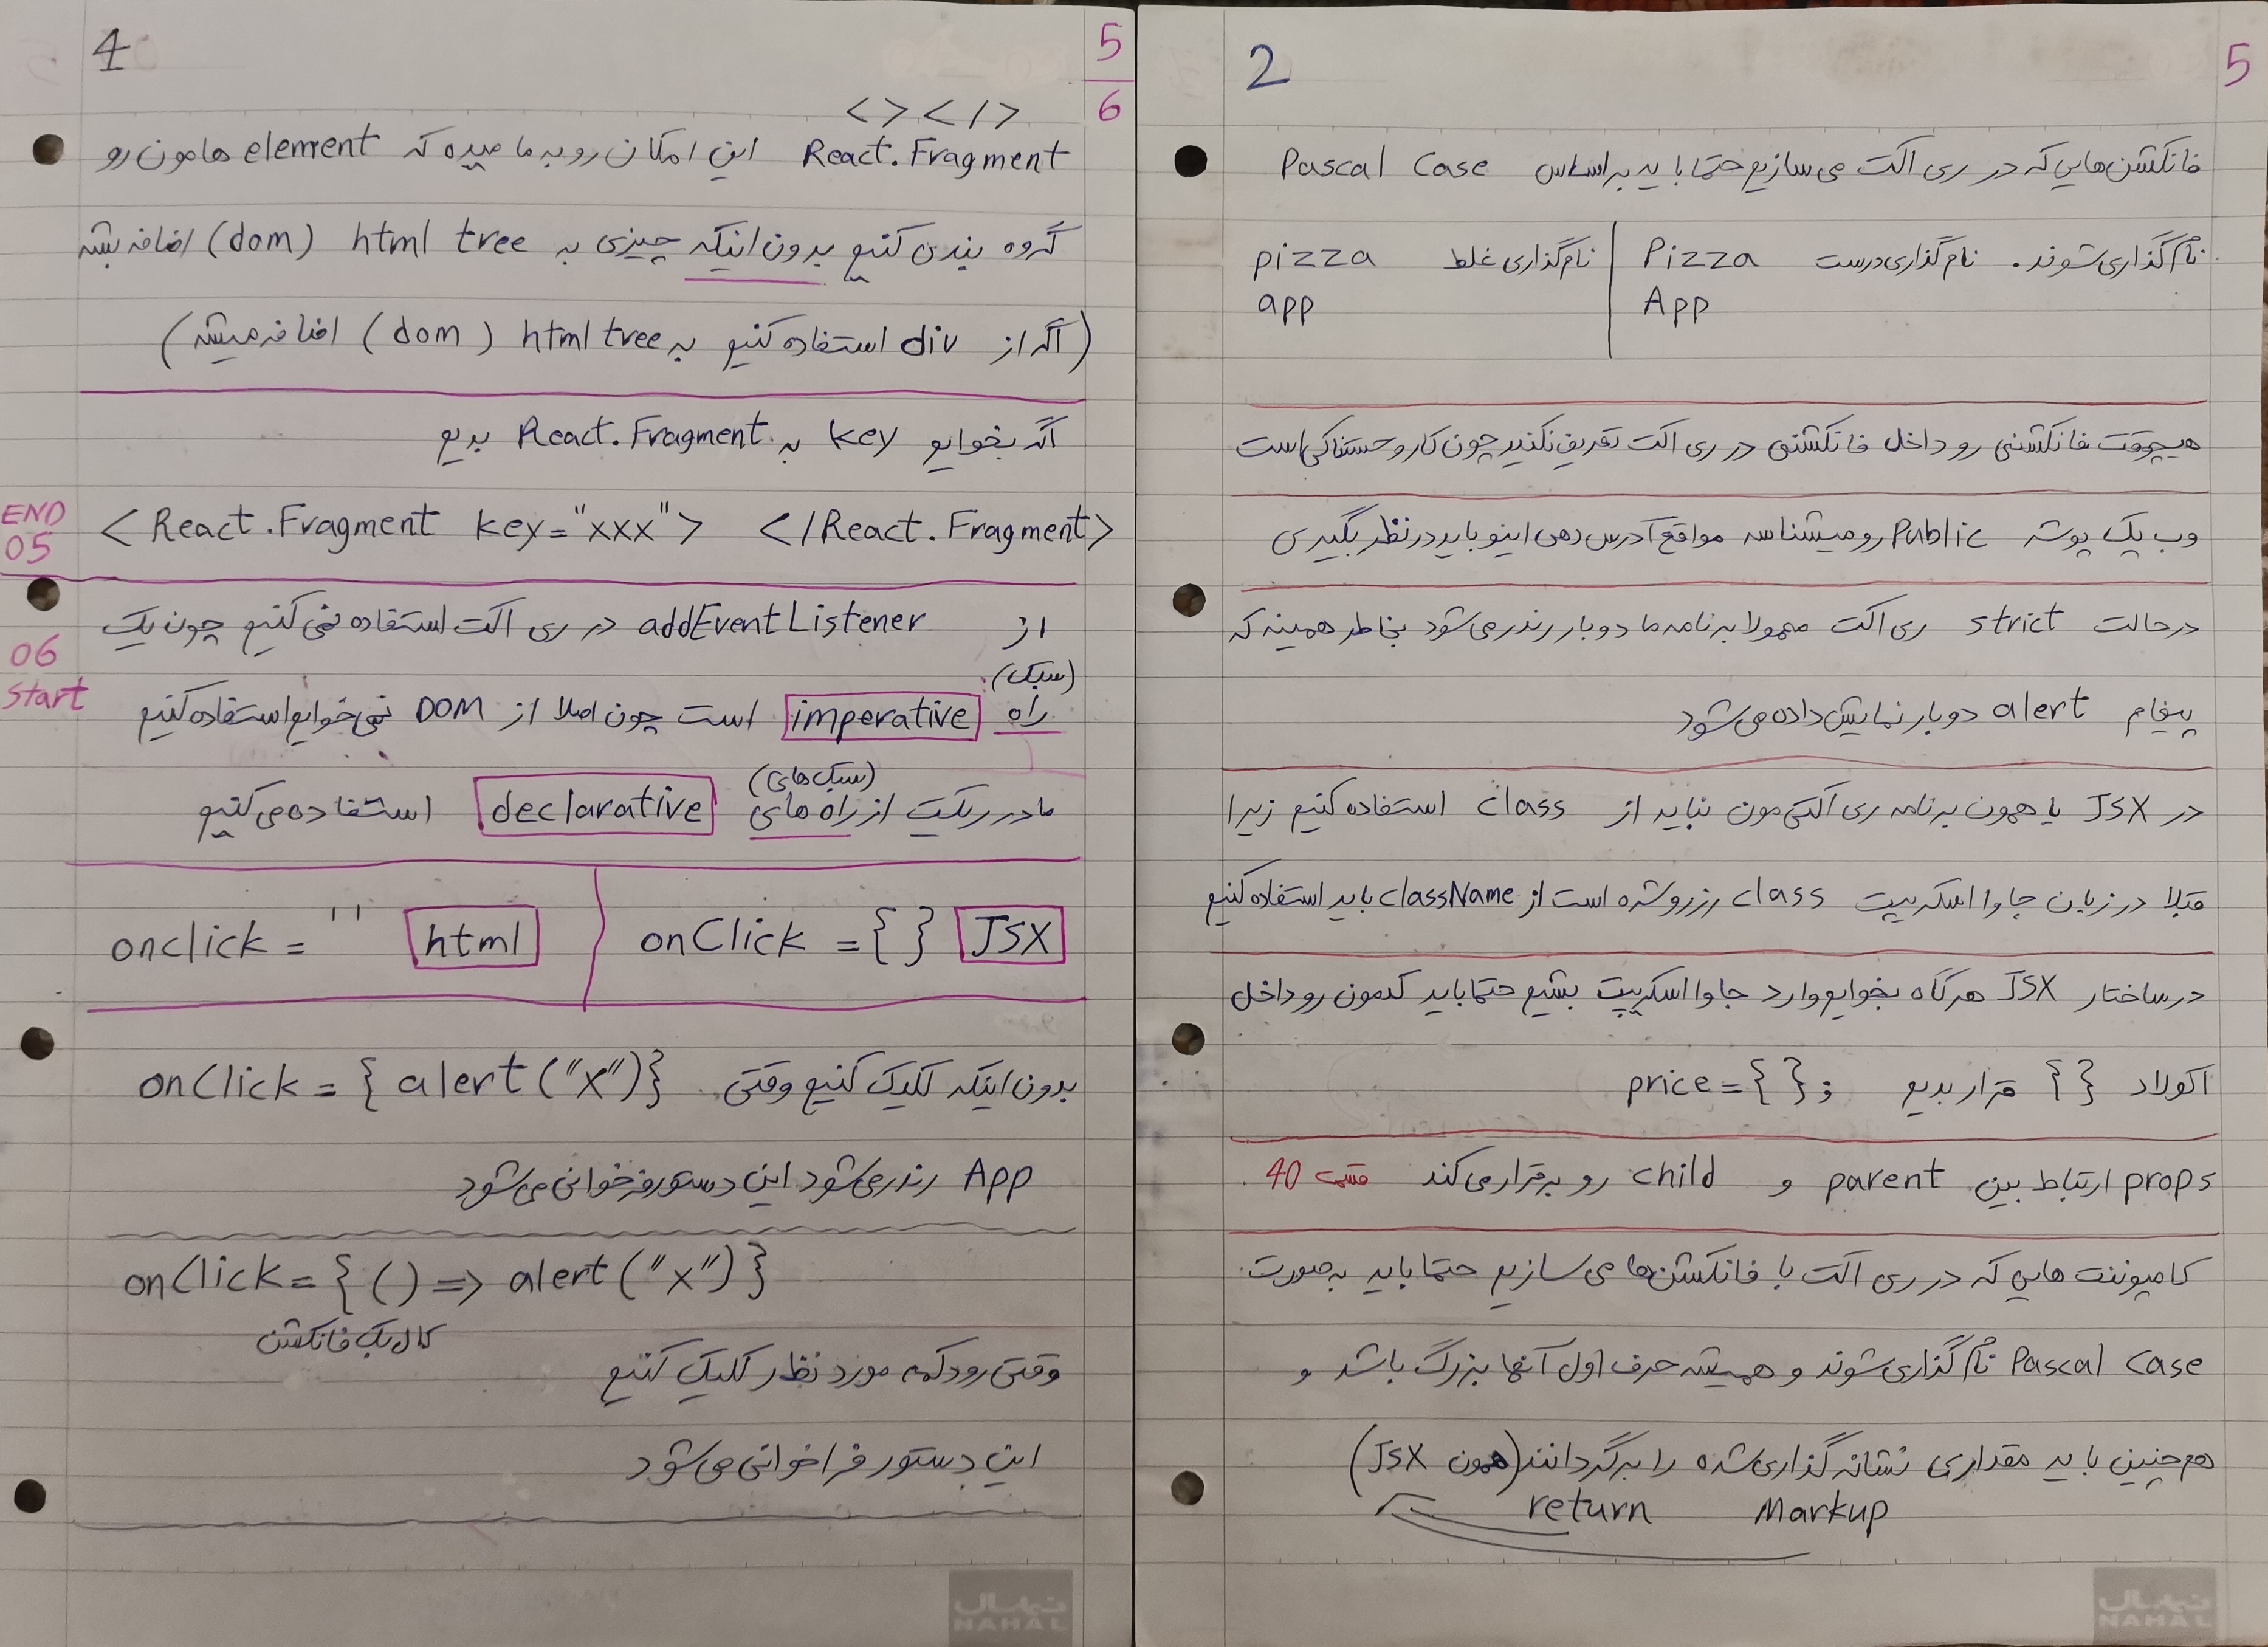 2
5
فانکشن هایی که در ری اکت می سازیم حتما باید بر اساس Pascal Case
نام گذاری شوند. نام گذاری درست Pizza | نام گذاری غلط pizza
App | app
هیچوقت فانکشنی رو داخل فانکشنی در ری اکت تعریف نکنید چون کار وحستناکی است
وب پک پوشه Public رو میشناسه مواقع آدرس دهی اینو باید در نظر بگیری
در حالت strict ری اکت معمولا برنامه ما دوبار رندر می شود بخاطر همینه که
پیغام alert دوبار نمایش داده می شود
در JSX یا همون برنامه ری اکتی مون نباید از class استفاده کنیم زیرا
قبلا در زبان جاوا اسکریپت class رزرو شده است از className باید استفاده کنیم
در ساختار JSX هرگاه بخوایم وارد جاوا اسکریپت بشیم حتما باید کدمون رو داخل
اکولاد { } قرار بدیم ; price={ }
props ارتباط بین parent و child رو برقرار می کند قسمت 40
کامپوننت هایی که در ری اکت با فانکشن ها می سازیم حتما باید به صورت
Pascal Case نام گذاری شوند و همیشه حرف اول آنها بزرگ باشد و
هم چنین باید مقداری نشانه گذاری شده را برگردانند (همون JSX)
Markup return
نهال
NAHAL
4
5
6
< > < / >
React.Fragment این امکان رو به ما میده که element هامون رو
گروه بندی کنیم بدون اینکه چیزی به html tree (dom) اضافه بشه
(اگه از div استفاده کنیم به html tree (dom) اضافه میشه)
اگه بخوایم key به React.Fragment بدیم
END
05
< React.Fragment key="xxx"> </React.Fragment>
06
Start
از addEventListener در ری اکت استفاده نمی کنیم چون یک
(سبک)
راه imperative است چون اصلا از DOM نمی خوایم استفاده کنیم
(سبک های)
ما در ریکت از راه های declarative استفاده می کنیم
onclick = '' html | onClick ={ } JSX
onClick = { alert ("x")} بدون اینکه کلیک کنیم وقتی
App رندر می شود این دستور فرخوانی می شود
onClick = { () => alert ("x") }
کال بک فانکشن
وقتی رو دکمه مورد نظر کلیک کنیم
این دستور فراخوانی می شود
نهال
NAHAL